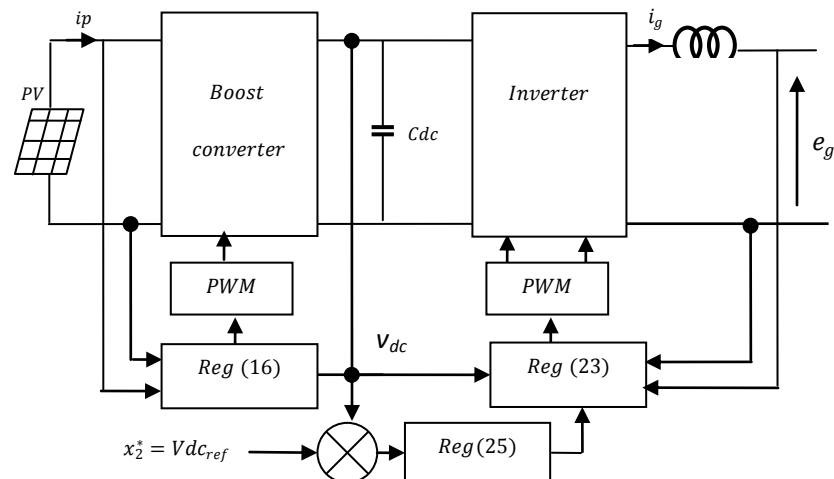 ip
i_g
PV
Boost
converter
Inverter
Cdc
e_g
PWM
PWM
v_dc
Reg (16)
Reg (23)
x_2^* = Vdc_ref
Reg(25)